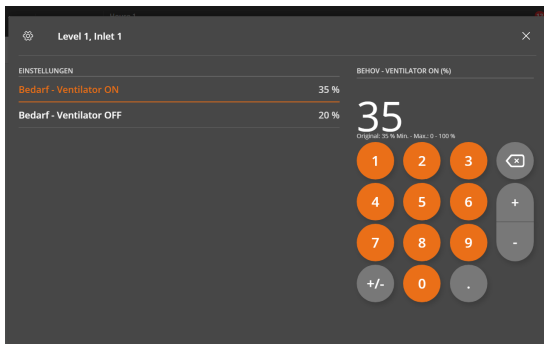 Level 1, Inlet 1
EINSTELLUNGEN
Bedarf - Ventilator ON 35 %
Bedarf - Ventilator OFF 20 %
BEHOV - VENTILATOR ON (%)
35
Original: 35 % Min. - Max.: 0 - 100 %
1 2 3
4 5 6 +
7 8 9 -
+/- 0 .